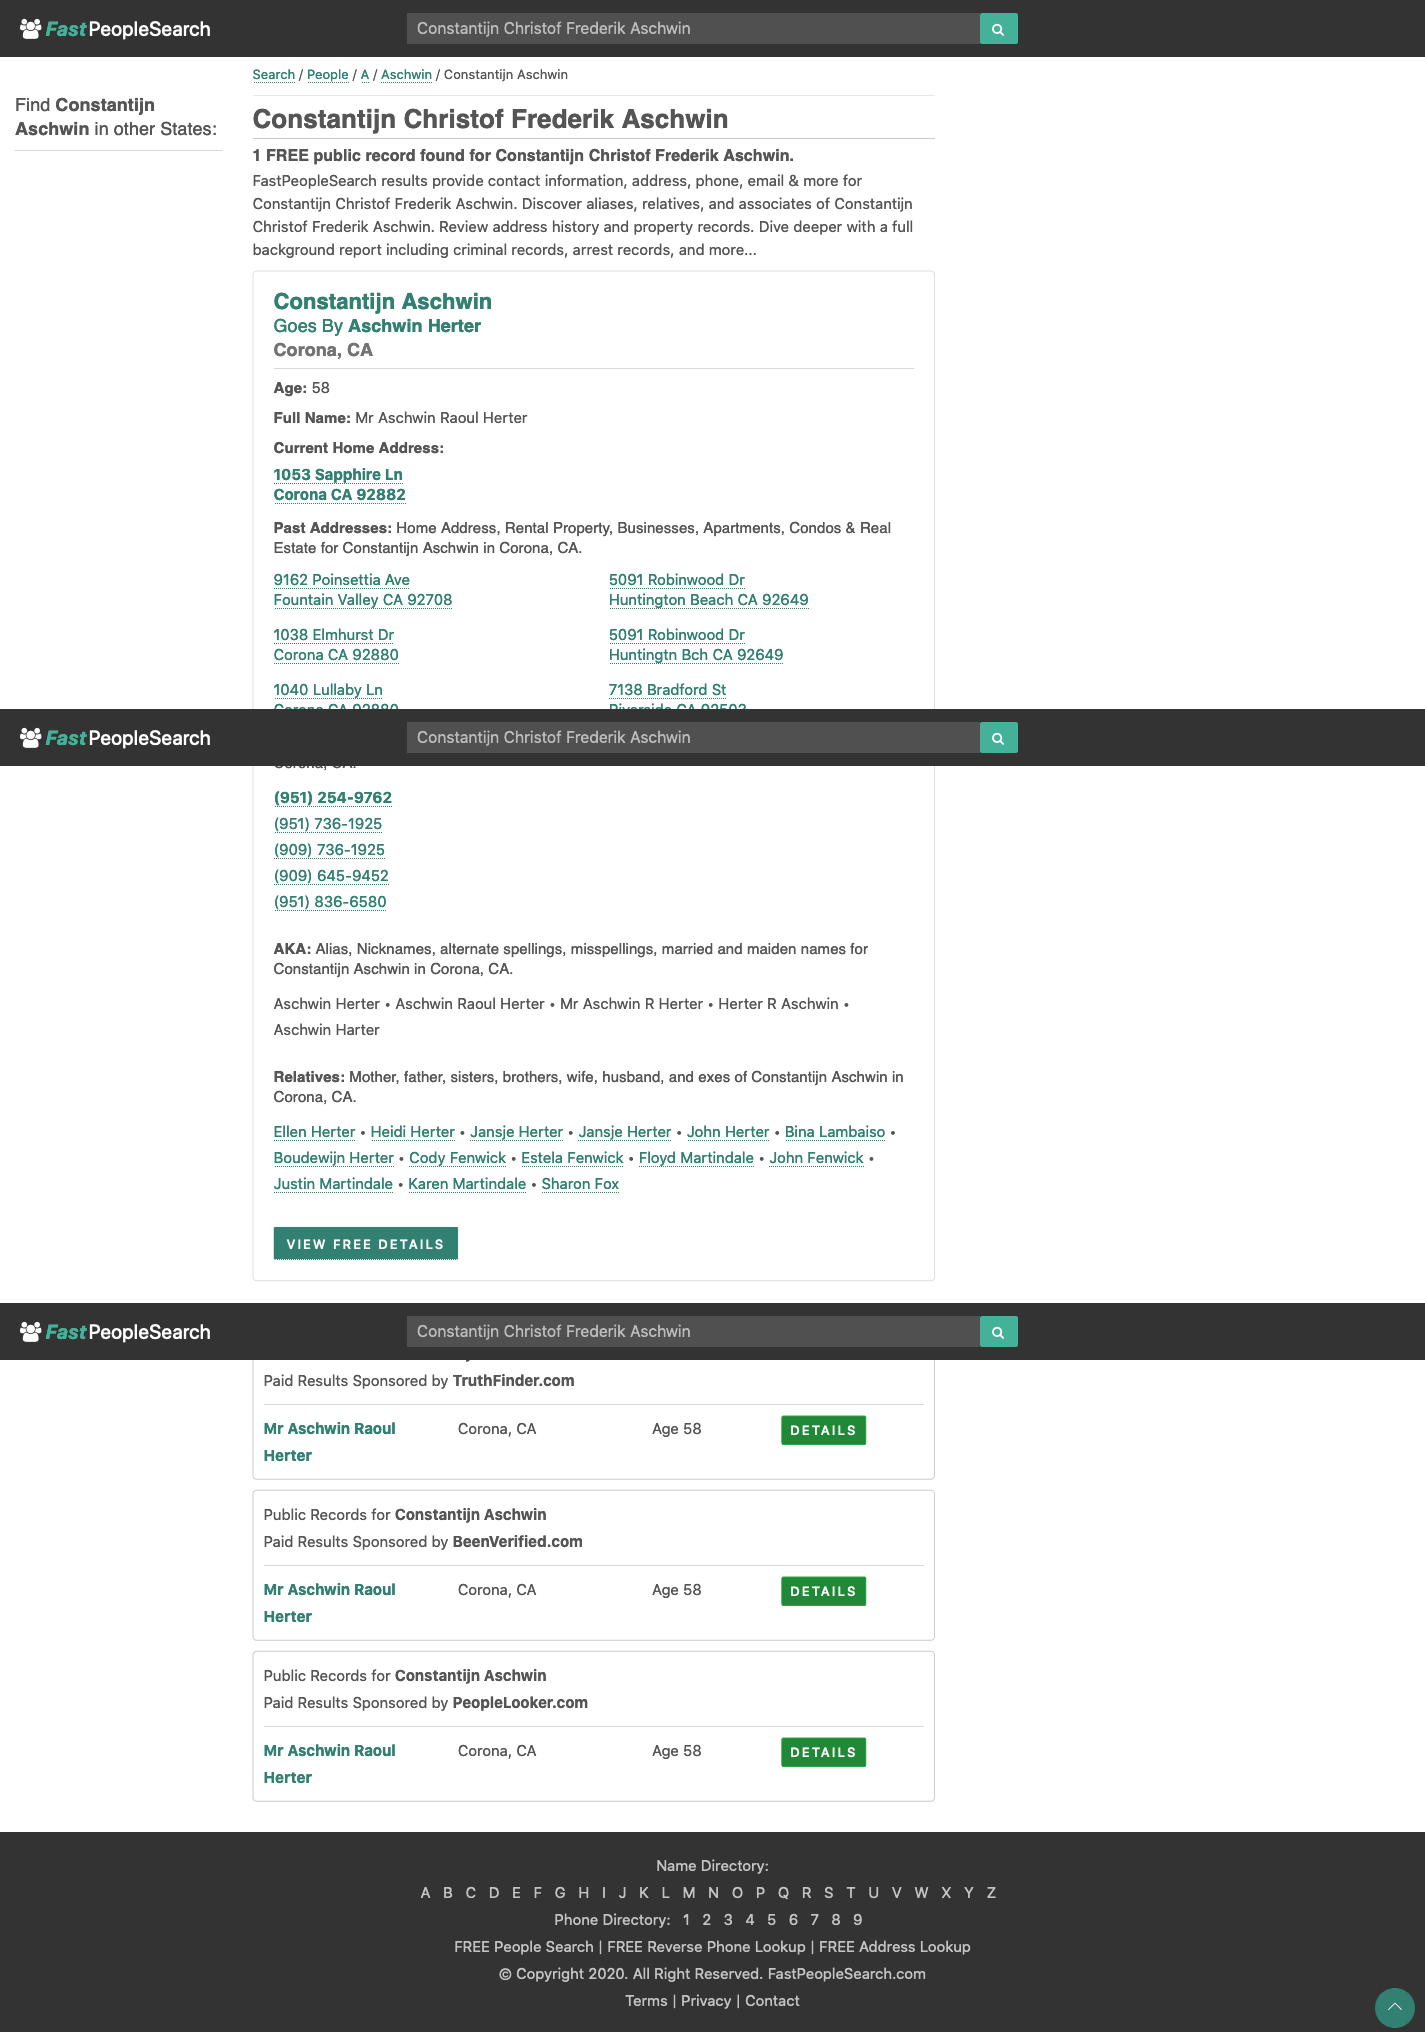 FastPeopleSearch
Constantijn Christof Frederik Aschwin
Search / People / A / Aschwin / Constantijn Aschwin
Find Constantijn
Aschwin in other States:
Constantijn Christof Frederik Aschwin
1 FREE public record found for Constantijn Christof Frederik Aschwin.
FastPeopleSearch results provide contact information, address, phone, email & more for
Constantijn Christof Frederik Aschwin. Discover aliases, relatives, and associates of Constantijn
Christof Frederik Aschwin. Review address history and property records. Dive deeper with a full
background report including criminal records, arrest records, and more...
Constantijn Aschwin
Goes By Aschwin Herter
Corona, CA
Age: 58
Full Name: Mr Aschwin Raoul Herter
Current Home Address:
1053 Sapphire Ln
Corona CA 92882
Past Addresses: Home Address, Rental Property, Businesses, Apartments, Condos & Real
Estate for Constantijn Aschwin in Corona, CA.
9162 Poinsettia Ave
Fountain Valley CA 92708
5091 Robinwood Dr
Huntington Beach CA 92649
1038 Elmhurst Dr
Corona CA 92880
5091 Robinwood Dr
Huntingtn Bch CA 92649
1040 Lullaby Ln
Corona CA 92880
7138 Bradford St
Riverside CA
FastPeopleSearch
Constantijn Christof Frederik Aschwin
Corona, CA.
(951) 254-9762
(951) 736-1925
(909) 736-1925
(909) 645-9452
(951) 836-6580
AKA: Alias, Nicknames, alternate spellings, misspellings, married and maiden names for
Constantijn Aschwin in Corona, CA.
Aschwin Herter • Aschwin Raoul Herter • Mr Aschwin R Herter • Herter R Aschwin •
Aschwin Harter
Relatives: Mother, father, sisters, brothers, wife, husband, and exes of Constantijn Aschwin in
Corona, CA.
Ellen Herter • Heidi Herter • Jansje Herter • Jansje Herter • John Herter • Bina Lambaiso •
Boudewijn Herter • Cody Fenwick • Estela Fenwick • Floyd Martindale • John Fenwick •
Justin Martindale • Karen Martindale • Sharon Fox
VIEW FREE DETAILS
FastPeopleSearch
Constantijn Christof Frederik Aschwin
Paid Results Sponsored by TruthFinder.com
Mr Aschwin Raoul
Herter
Corona, CA
Age 58
DETAILS
Public Records for Constantijn Aschwin
Paid Results Sponsored by BeenVerified.com
Mr Aschwin Raoul
Herter
Corona, CA
Age 58
DETAILS
Public Records for Constantijn Aschwin
Paid Results Sponsored by PeopleLooker.com
Mr Aschwin Raoul
Herter
Corona, CA
Age 58
DETAILS
Name Directory:
A B C D E F G H I J K L M N O P Q R S T U V W X Y Z
Phone Directory: 1 2 3 4 5 6 7 8 9
FREE People Search | FREE Reverse Phone Lookup | FREE Address Lookup
© Copyright 2020. All Right Reserved. FastPeopleSearch.com
Terms | Privacy | Contact